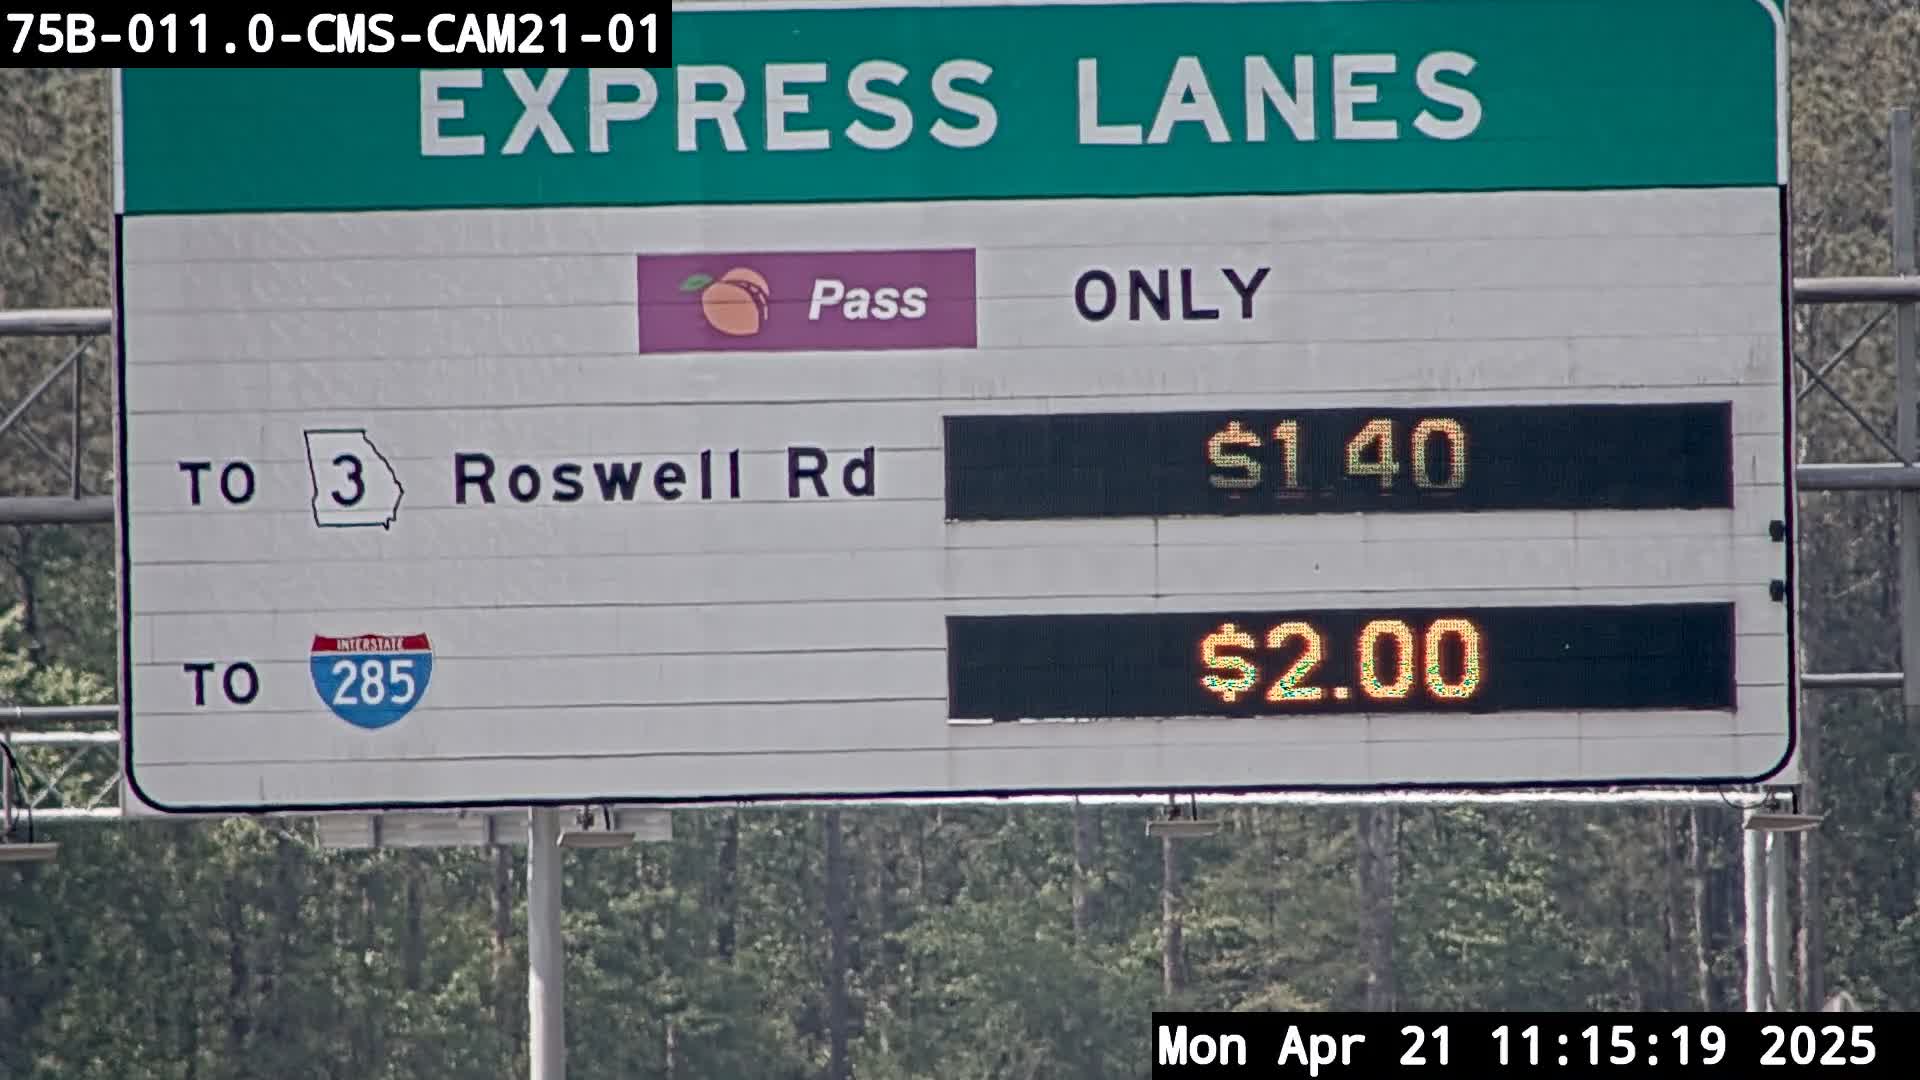 75B-011.0-CMS-CAM21-01
EXPRESS LANES
Pass ONLY
TO 3 Roswell Rd $1.40
TO INTERSTATE 285 $2.00
Mon Apr 21 11:15:19 2025